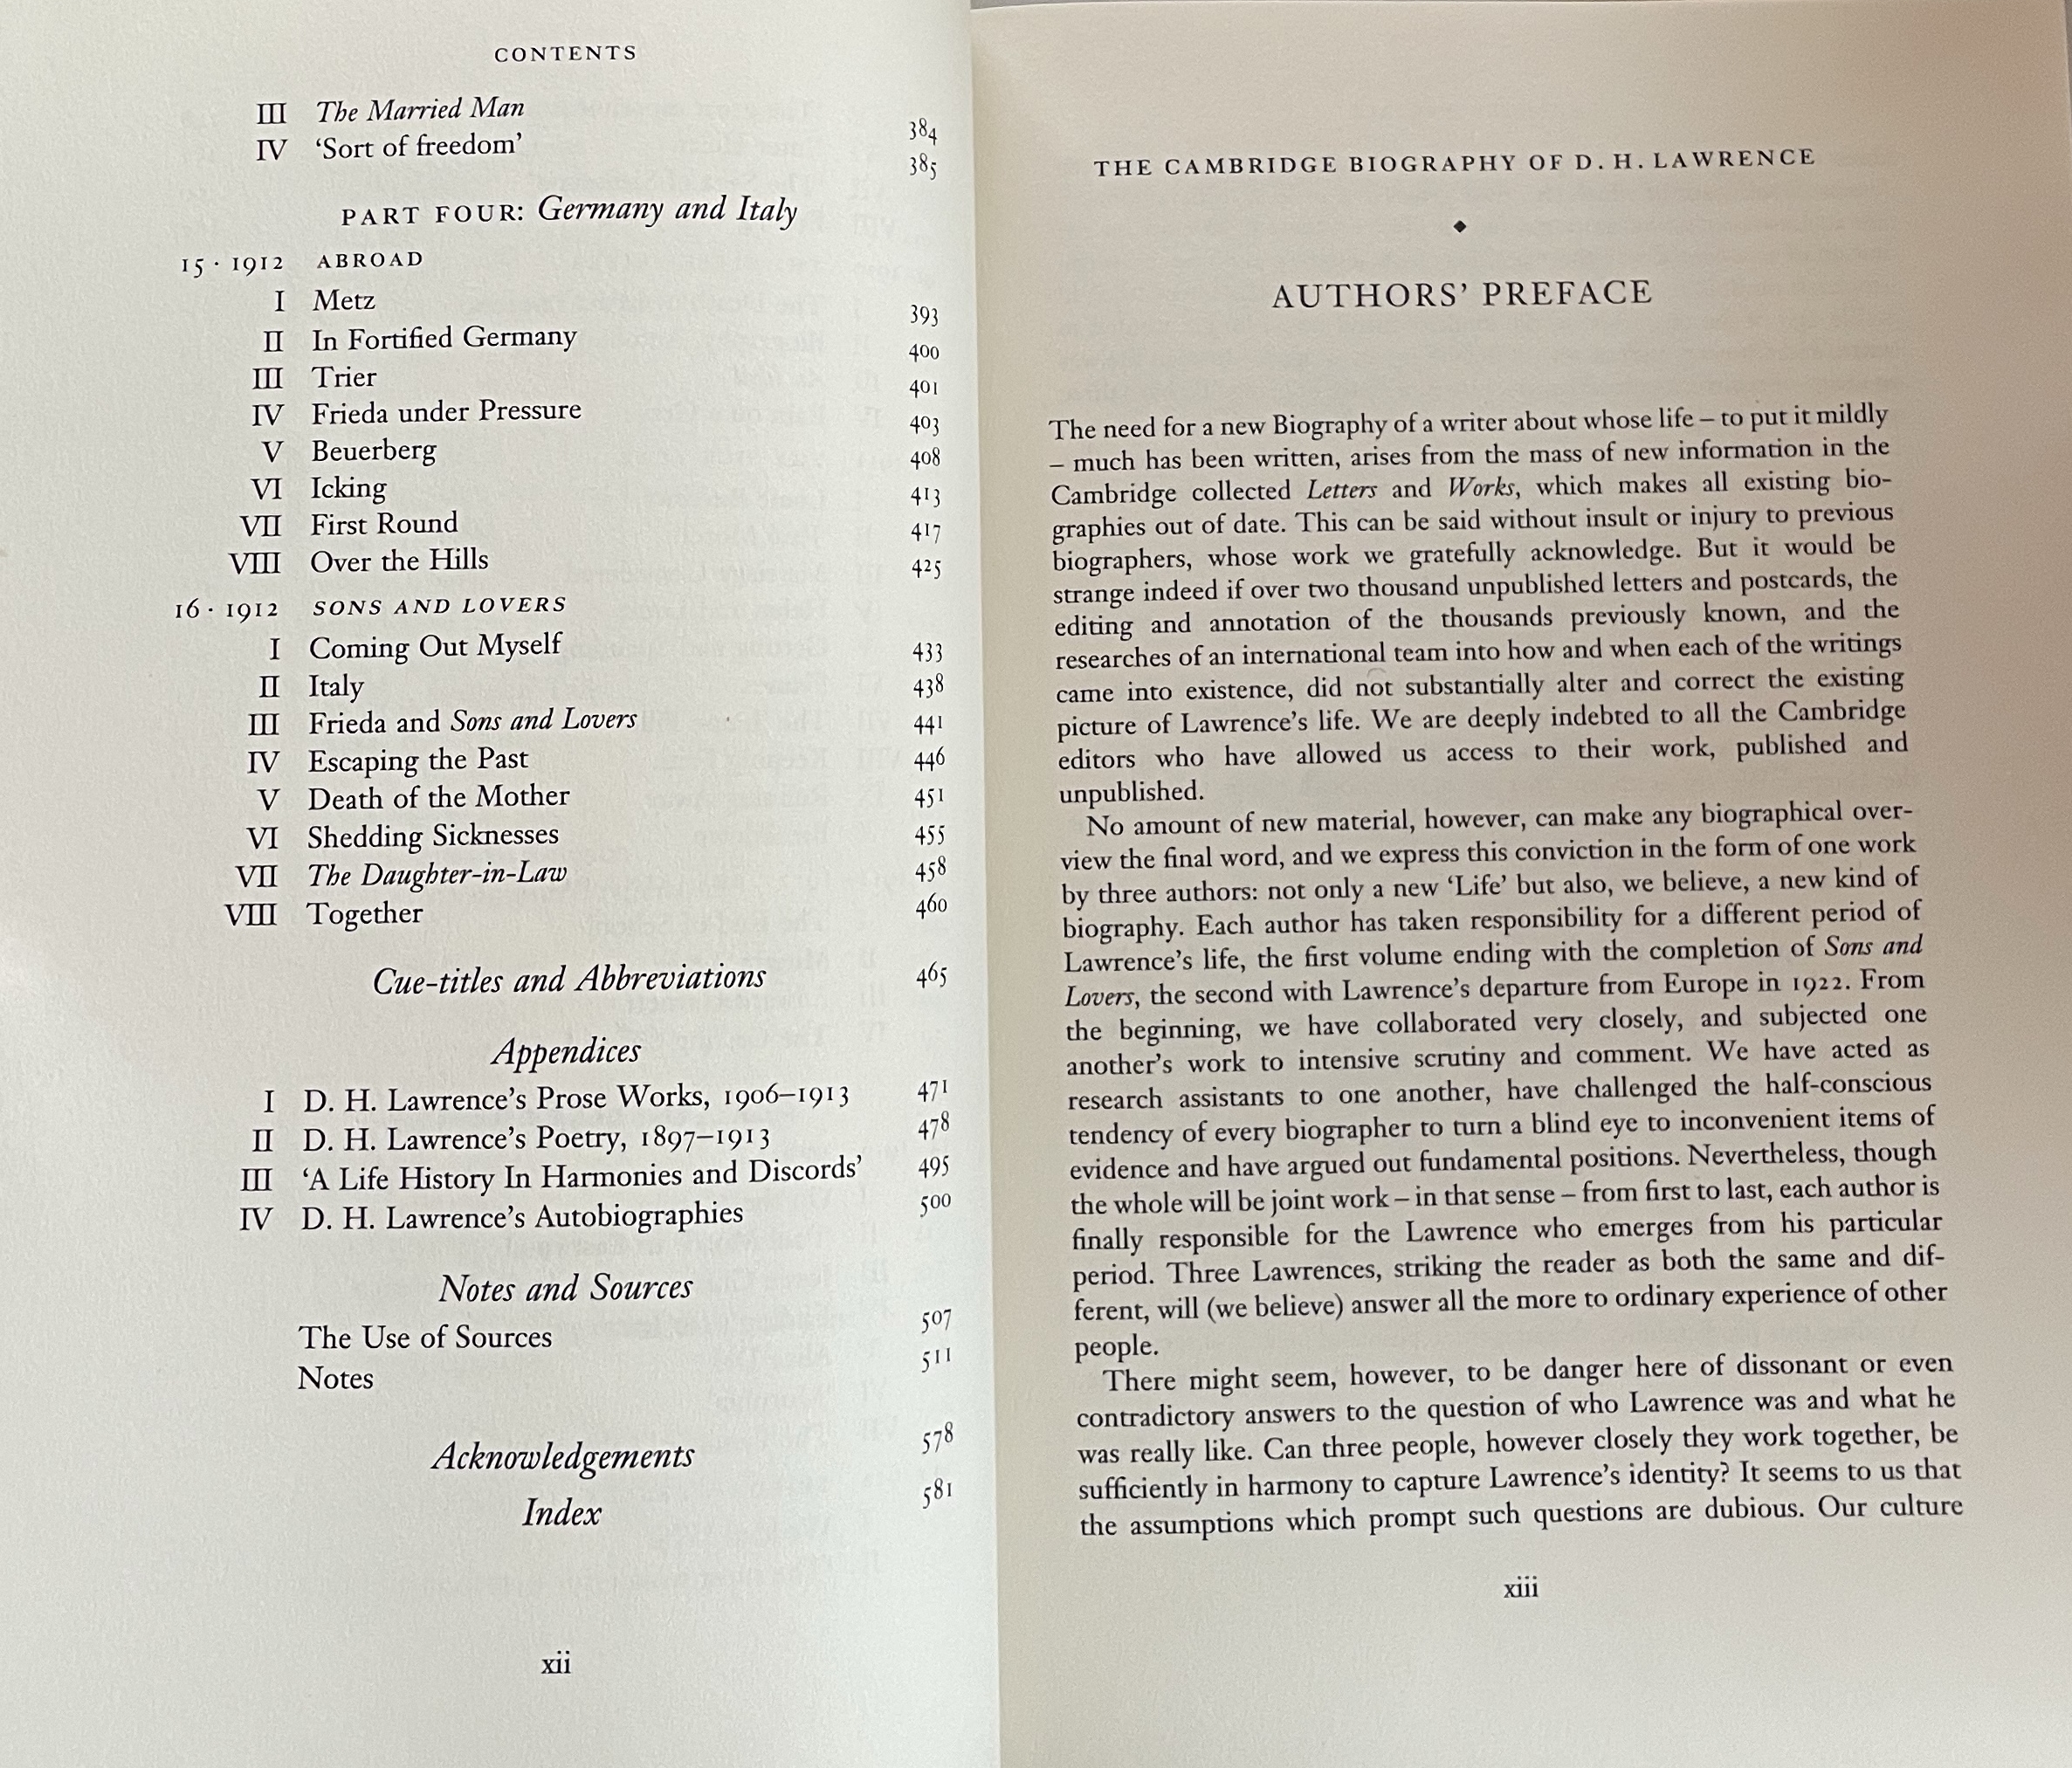 CONTENTS
III The Married Man 384
IV ‘Sort of freedom’ 385
PART FOUR: Germany and Italy
15 · 1912 ABROAD
I Metz 393
II In Fortified Germany 400
III Trier 401
IV Frieda under Pressure 403
V Beuerberg 408
VI Icking 413
VII First Round 417
VIII Over the Hills 425
16 · 1912 SONS AND LOVERS
I Coming Out Myself 433
II Italy 438
III Frieda and Sons and Lovers 441
IV Escaping the Past 446
V Death of the Mother 451
VI Shedding Sicknesses 455
VII The Daughter-in-Law 458
VIII Together 460
Cue-titles and Abbreviations 465
Appendices
I D. H. Lawrence’s Prose Works, 1906–1913 471
II D. H. Lawrence’s Poetry, 1897–1913 478
III ‘A Life History In Harmonies and Discords’ 495
IV D. H. Lawrence’s Autobiographies 500
Notes and Sources
The Use of Sources 507
Notes 511
Acknowledgements 578
Index 581
xii
THE CAMBRIDGE BIOGRAPHY OF D. H. LAWRENCE
◆
AUTHORS’ PREFACE
The need for a new Biography of a writer about whose life – to put it mildly
– much has been written, arises from the mass of new information in the
Cambridge collected Letters and Works, which makes all existing bio-
graphies out of date. This can be said without insult or injury to previous
biographers, whose work we gratefully acknowledge. But it would be
strange indeed if over two thousand unpublished letters and postcards, the
editing and annotation of the thousands previously known, and the
researches of an international team into how and when each of the writings
came into existence, did not substantially alter and correct the existing
picture of Lawrence’s life. We are deeply indebted to all the Cambridge
editors who have allowed us access to their work, published and
unpublished.
No amount of new material, however, can make any biographical over-
view the final word, and we express this conviction in the form of one work
by three authors: not only a new ‘Life’ but also, we believe, a new kind of
biography. Each author has taken responsibility for a different period of
Lawrence’s life, the first volume ending with the completion of Sons and
Lovers, the second with Lawrence’s departure from Europe in 1922. From
the beginning, we have collaborated very closely, and subjected one
another’s work to intensive scrutiny and comment. We have acted as
research assistants to one another, have challenged the half-conscious
tendency of every biographer to turn a blind eye to inconvenient items of
evidence and have argued out fundamental positions. Nevertheless, though
the whole will be joint work – in that sense – from first to last, each author is
finally responsible for the Lawrence who emerges from his particular
period. Three Lawrences, striking the reader as both the same and dif-
ferent, will (we believe) answer all the more to ordinary experience of other
people.
There might seem, however, to be danger here of dissonant or even
contradictory answers to the question of who Lawrence was and what he
was really like. Can three people, however closely they work together, be
sufficiently in harmony to capture Lawrence’s identity? It seems to us that
the assumptions which prompt such questions are dubious. Our culture
xiii